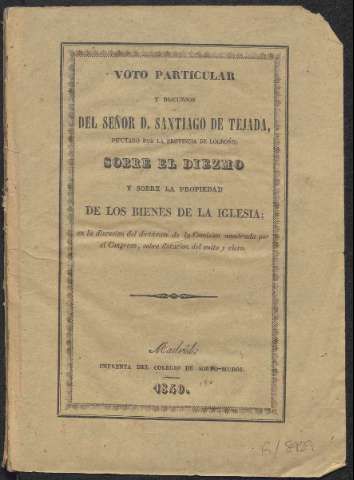 VOTO PARTICULAR
Y DISCURSOS
DEL SEÑOR D. SANTIAGO DE TEJADA,
DIPUTADO POR LA PROVINCIA DE LOGROÑO,
SOBRE EL DIEZMO
Y SOBRE LA PROPIEDAD
DE LOS BIENES DE LA IGLESIA;
en la discusion del dictámen de la Comision nombrada por
el Congreso, sobre dotacion del culto y clero.
Madrid:
IMPRENTA DEL COLEGIO DE SORDO-MUDOS.
1840.